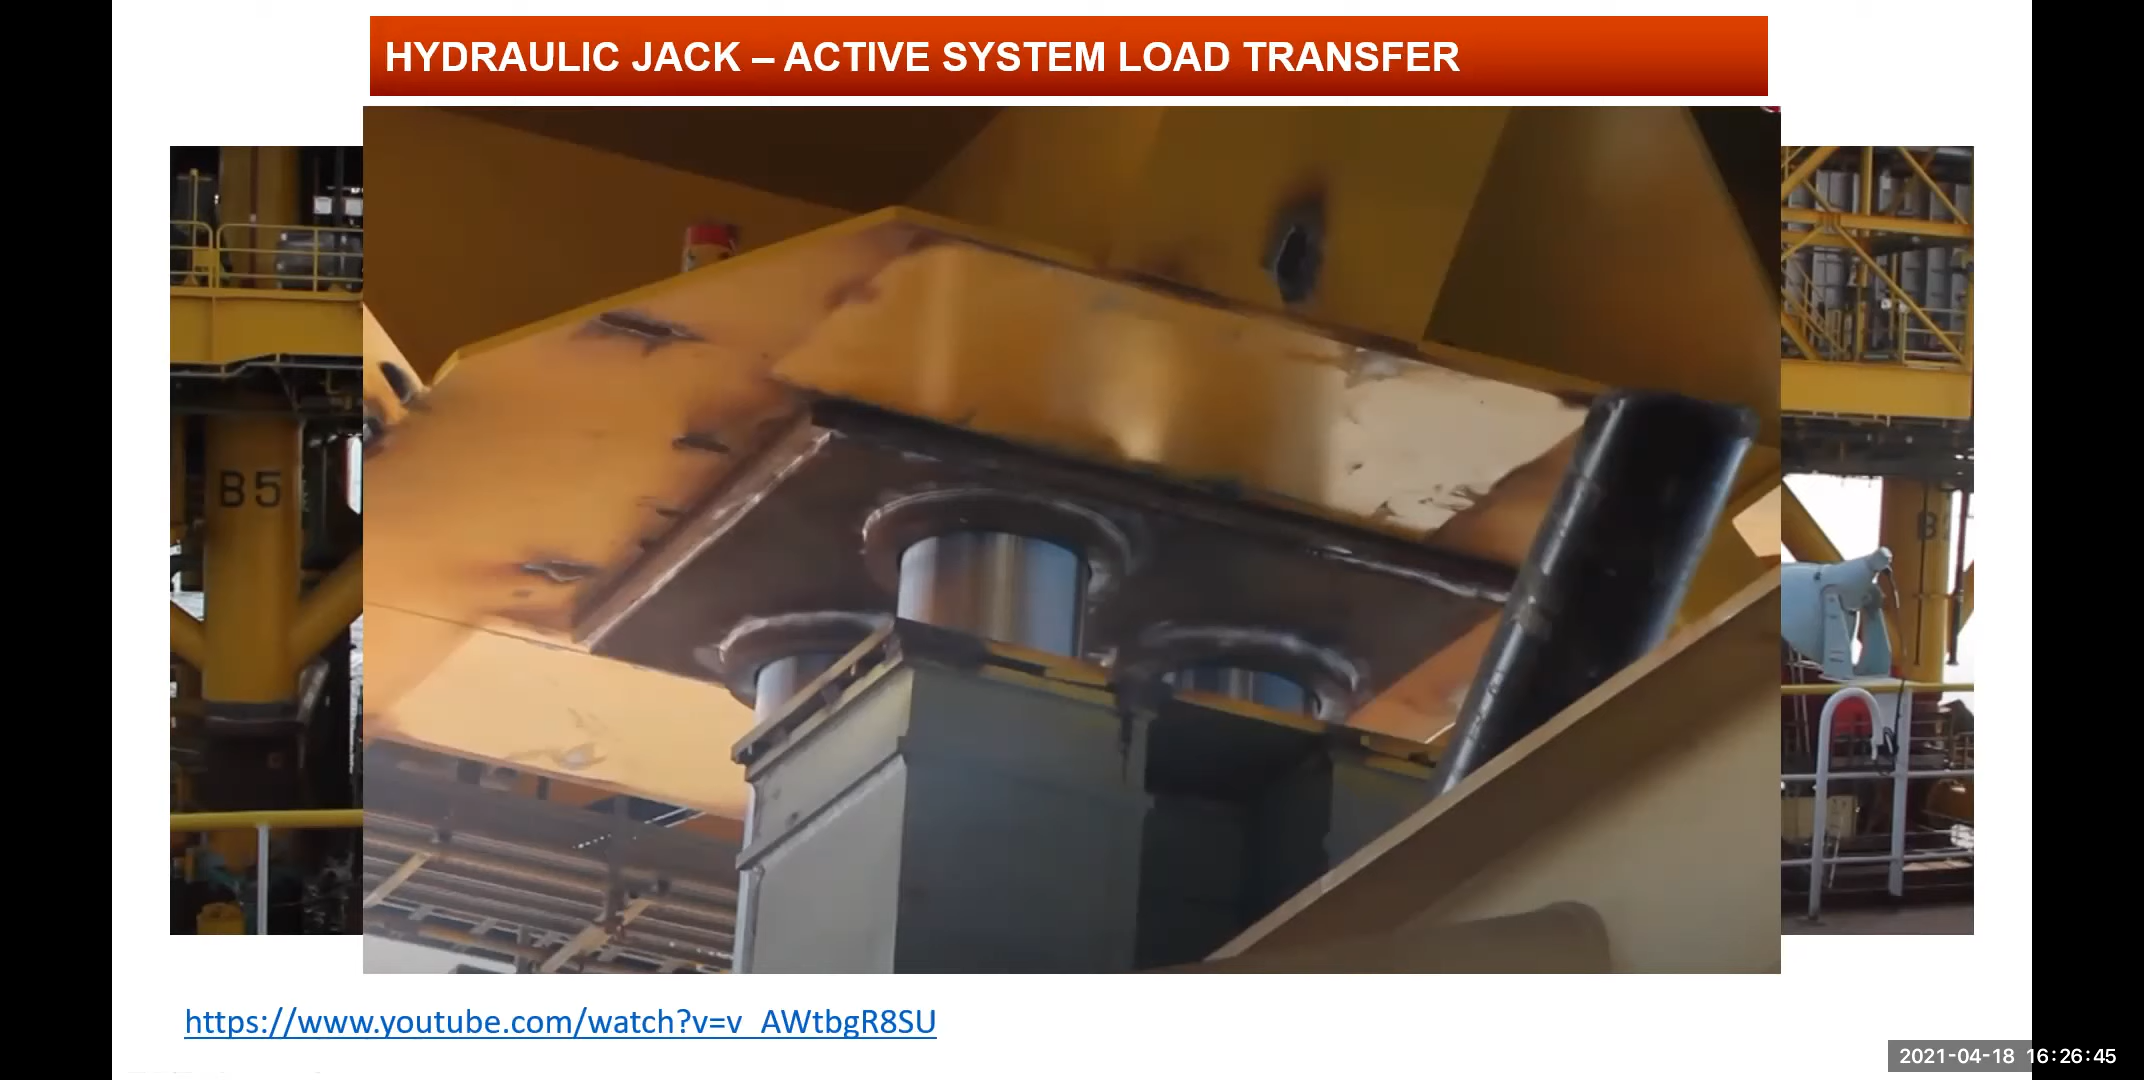 HYDRAULIC JACK – ACTIVE SYSTEM LOAD TRANSFER
B5
https://www.youtube.com/watch?v=v_AWtbgR8SU
2021-04-18 16:26:45